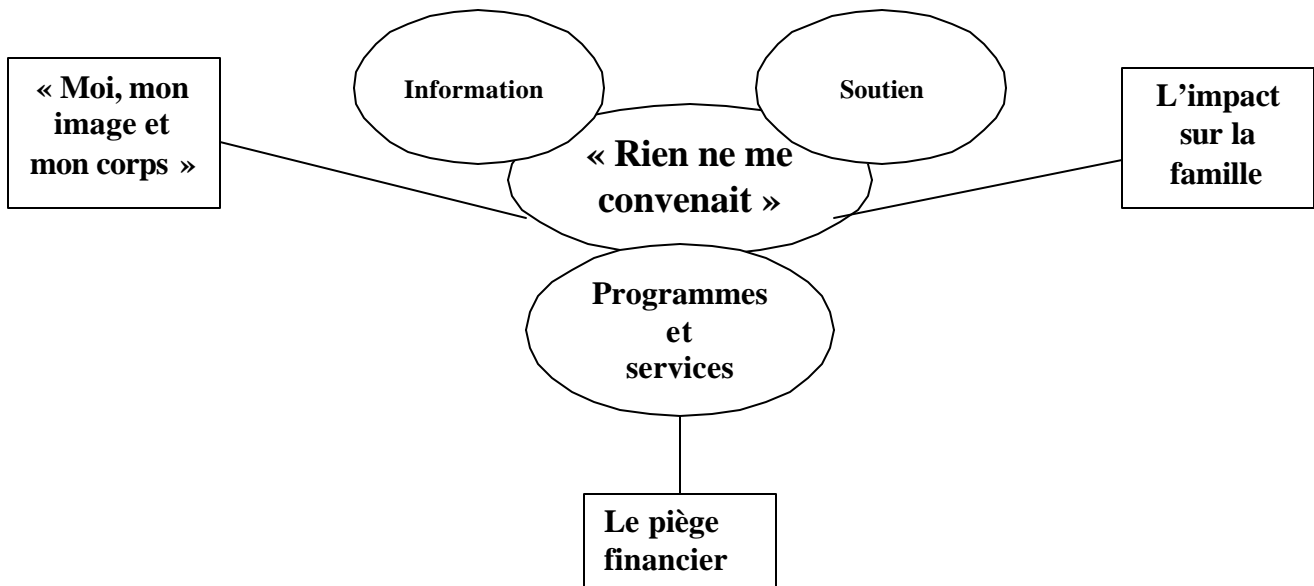 « Moi, mon
image et
mon corps »
Information
Soutien
L'impact
sur la
famille
« Rien ne me
convenait »
Programmes
et
services
Le piège
financier